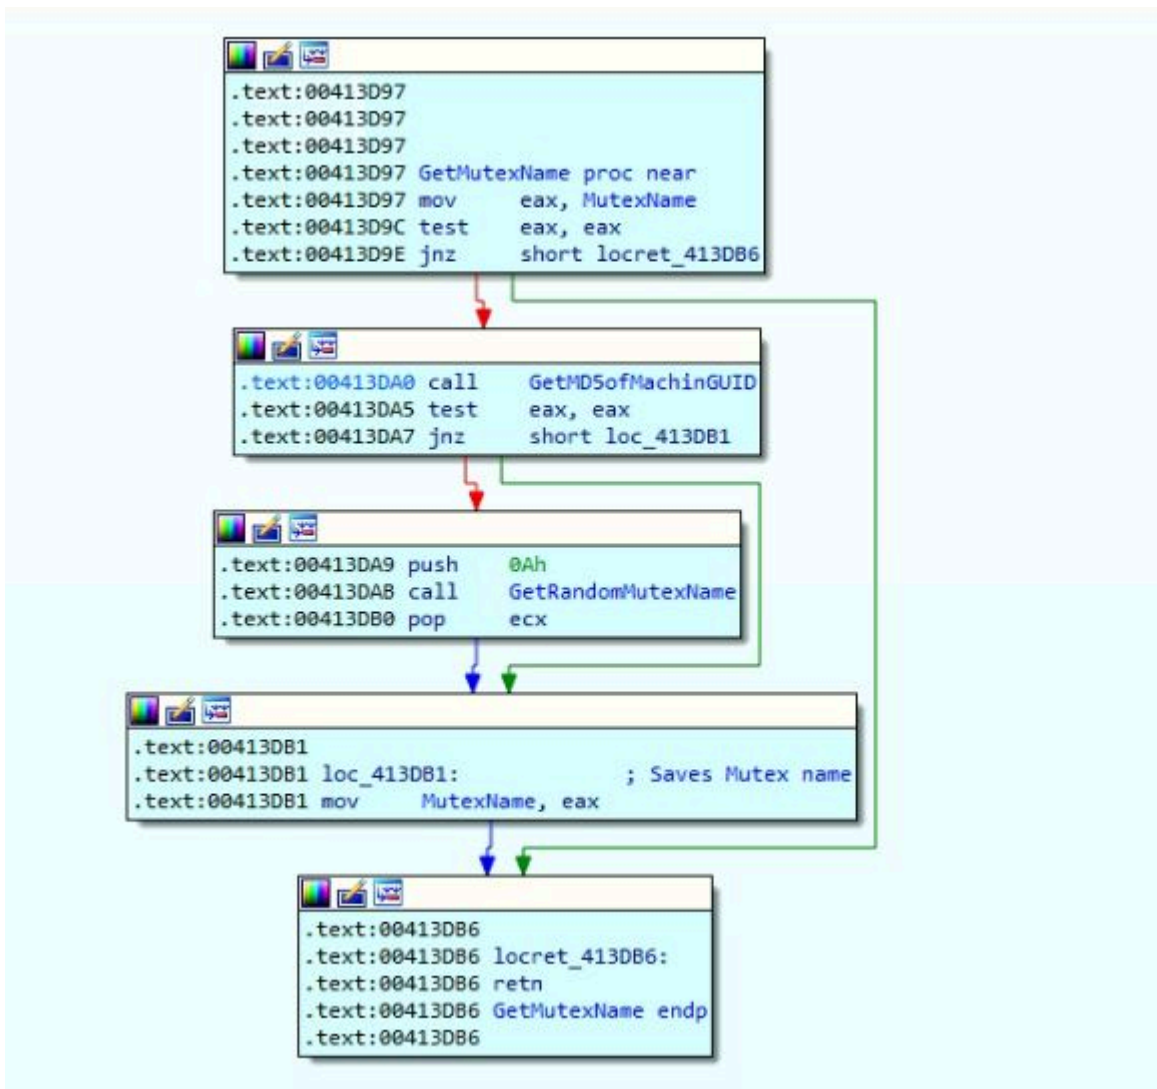 .text:00413D97
.text:00413D97
.text:00413D97
.text:00413D97 GetMutexName proc near
.text:00413D97 mov eax, MutexName
.text:00413D9C test eax, eax
.text:00413D9E jnz short locret_413DB6
.text:00413DA0 call GetMD5ofMachinGUID
.text:00413DA5 test eax, eax
.text:00413DA7 jnz short loc_413DB1
.text:00413DA9 push 0Ah
.text:00413DAB call GetRandomMutexName
.text:00413DB0 pop ecx
.text:00413DB1
.text:00413DB1 loc_413DB1: ; Saves Mutex name
.text:00413DB1 mov MutexName, eax
.text:00413DB6
.text:00413DB6 locret_413DB6:
.text:00413DB6 retn
.text:00413DB6 GetMutexName endp
.text:00413DB6